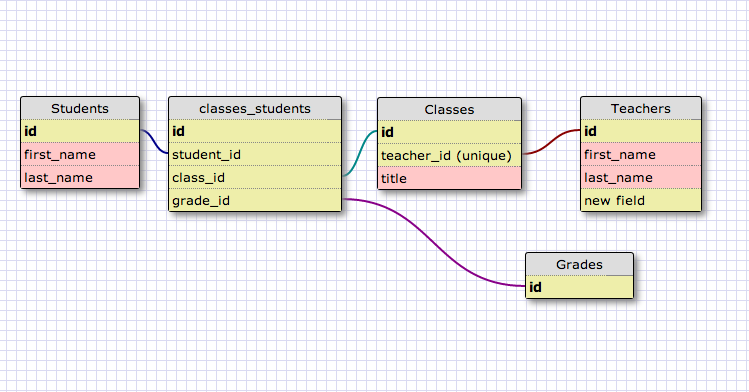 Students
id
first_name
last_name
classes_students
id
student_id
class_id
grade_id
Classes
id
teacher_id (unique)
title
Teachers
id
first_name
last_name
new field
Grades
id